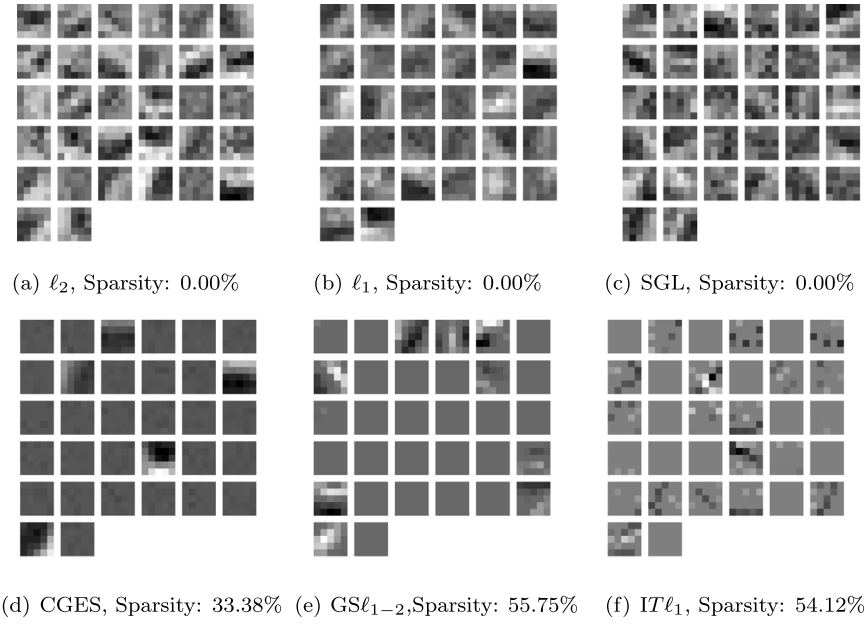 (a) ℓ₂, Sparsity: 0.00%
(b) ℓ₁, Sparsity: 0.00%
(c) SGL, Sparsity: 0.00%
(d) CGES, Sparsity: 33.38%
(e) GSℓ₁₋₂,Sparsity: 55.75%
(f) ITℓ₁, Sparsity: 54.12%